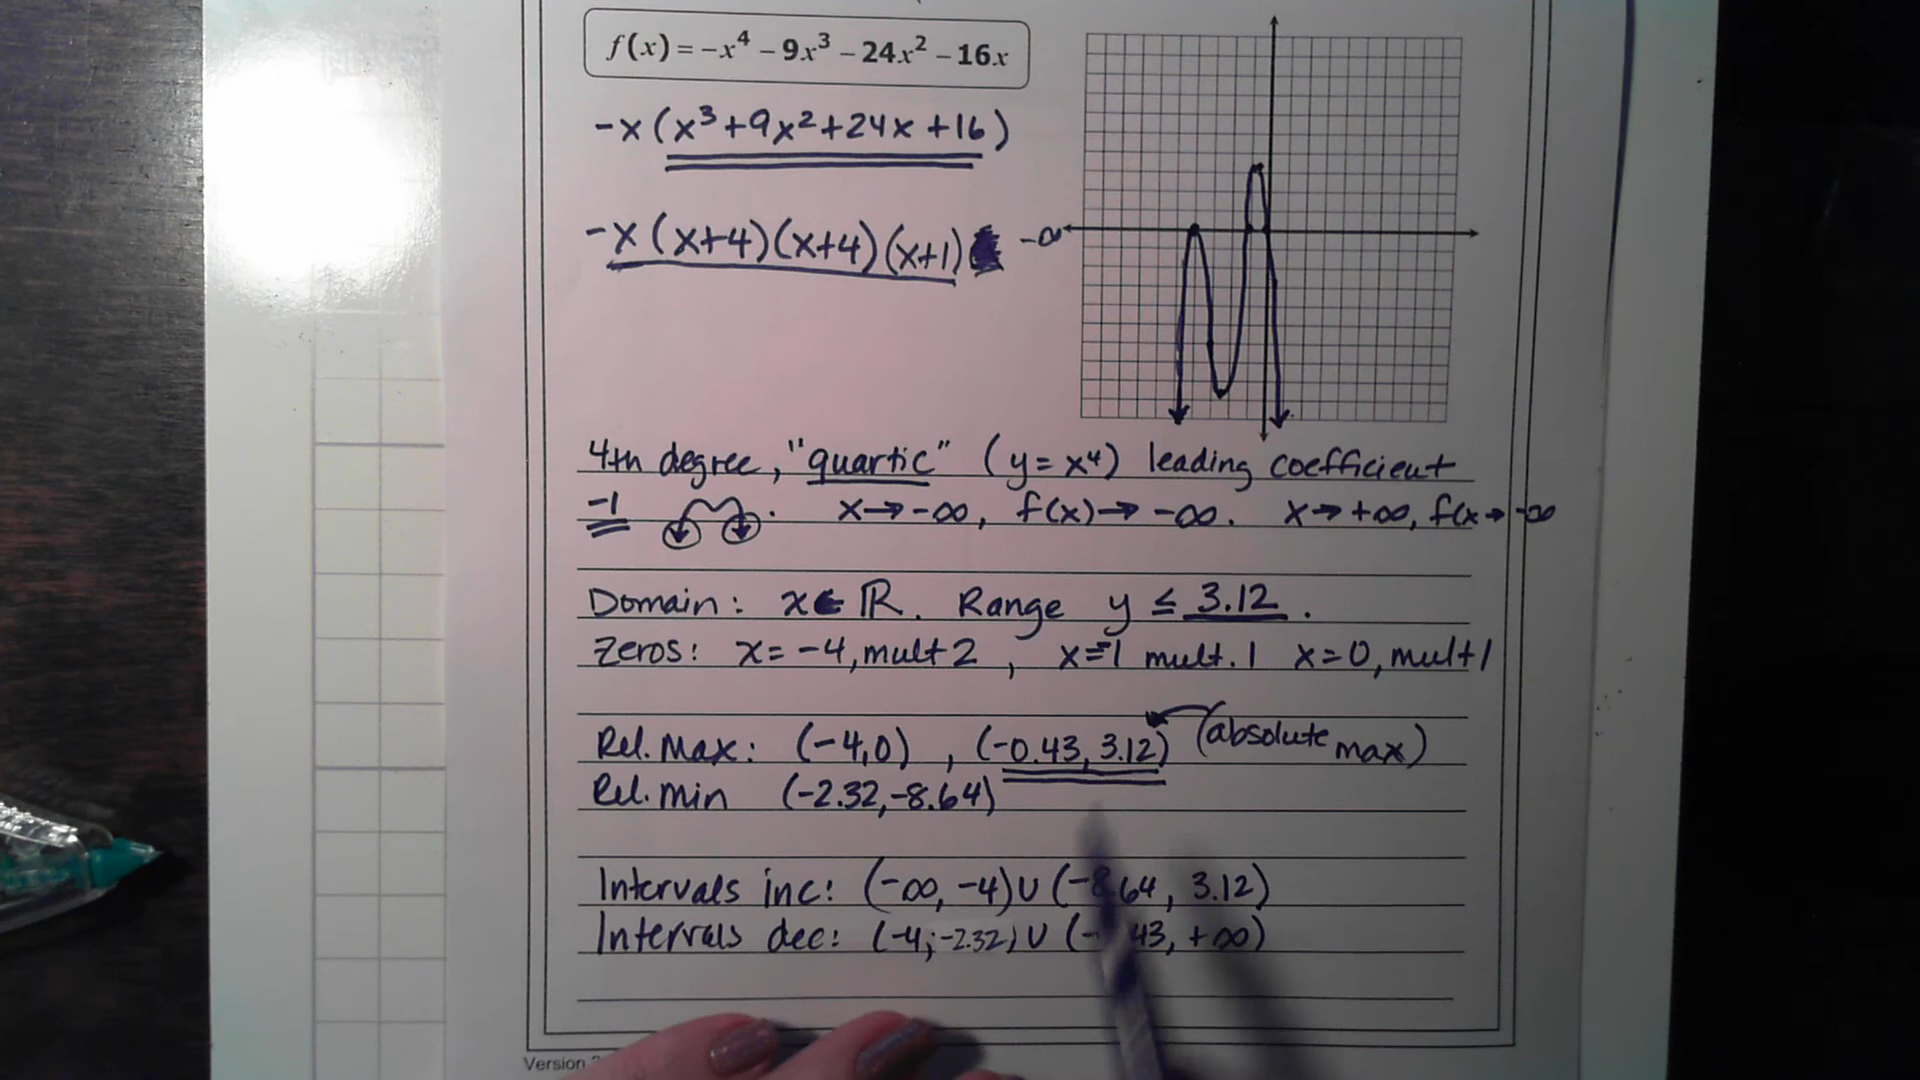 f(x) = −x⁴ − 9x³ − 24x² − 16x
-x (x³+9x²+24x+16)
-x (x+4)(x+4)(x+1)
-∞
4th degree, "quartic" (y=x⁴) leading coefficient
-1 . x→-∞, f(x)→ -∞. x→+∞, f(x→-∞
Domain: x∈ℝ. Range y ≤ 3.12.
Zeros: x=-4, mult 2, x=-1 mult. 1 x=0, mult 1
Rel. Max: (-4,0), (-0.43, 3.12) (absolute max)
Rel. min (-2.32,-8.64)
Intervals inc: (-∞, -4)∪(-8.64, 3.12)
Intervals dec: (-4,-2.32)∪(- 43, +∞)
Version